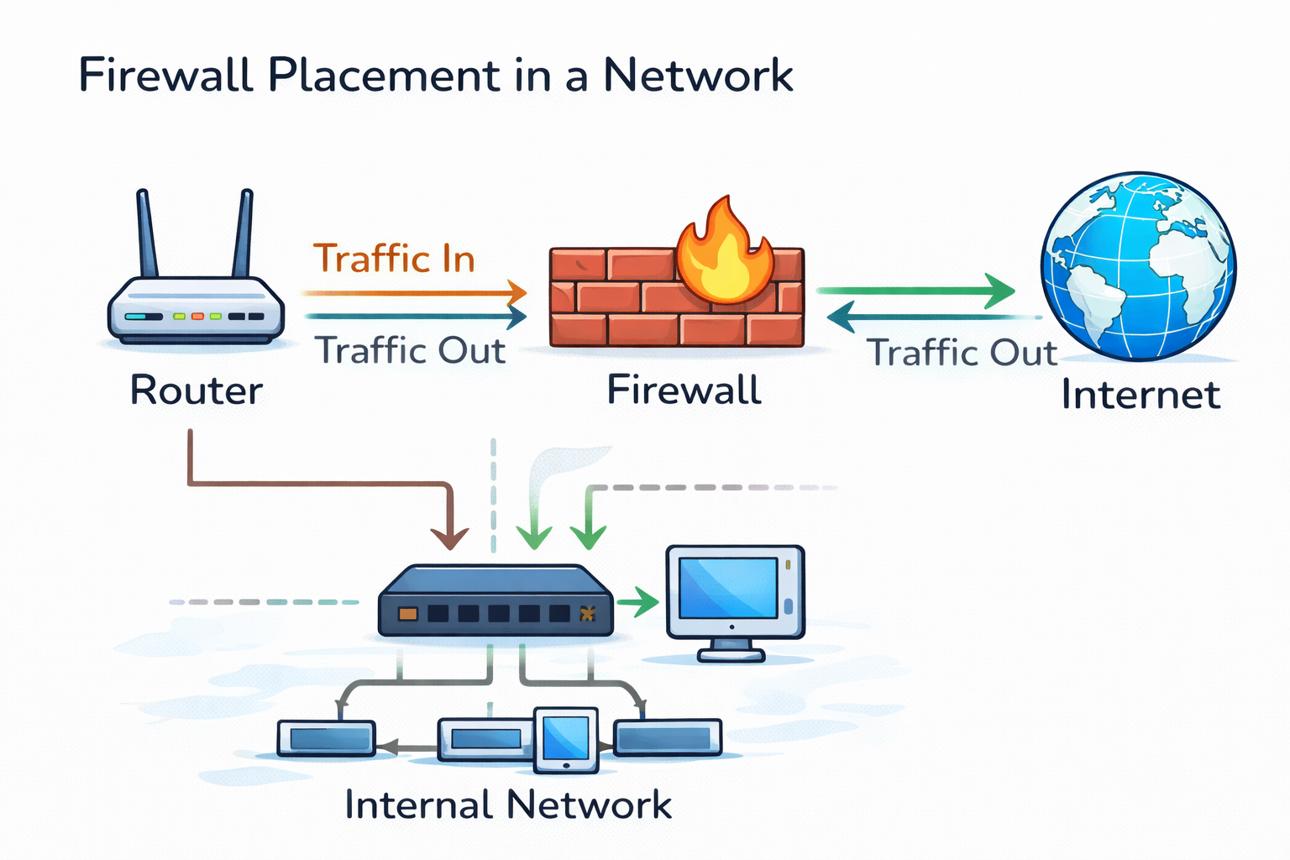 Firewall Placement in a Network
Traffic In
Traffic Out
Traffic Out
Router
Firewall
Internet
Internal Network